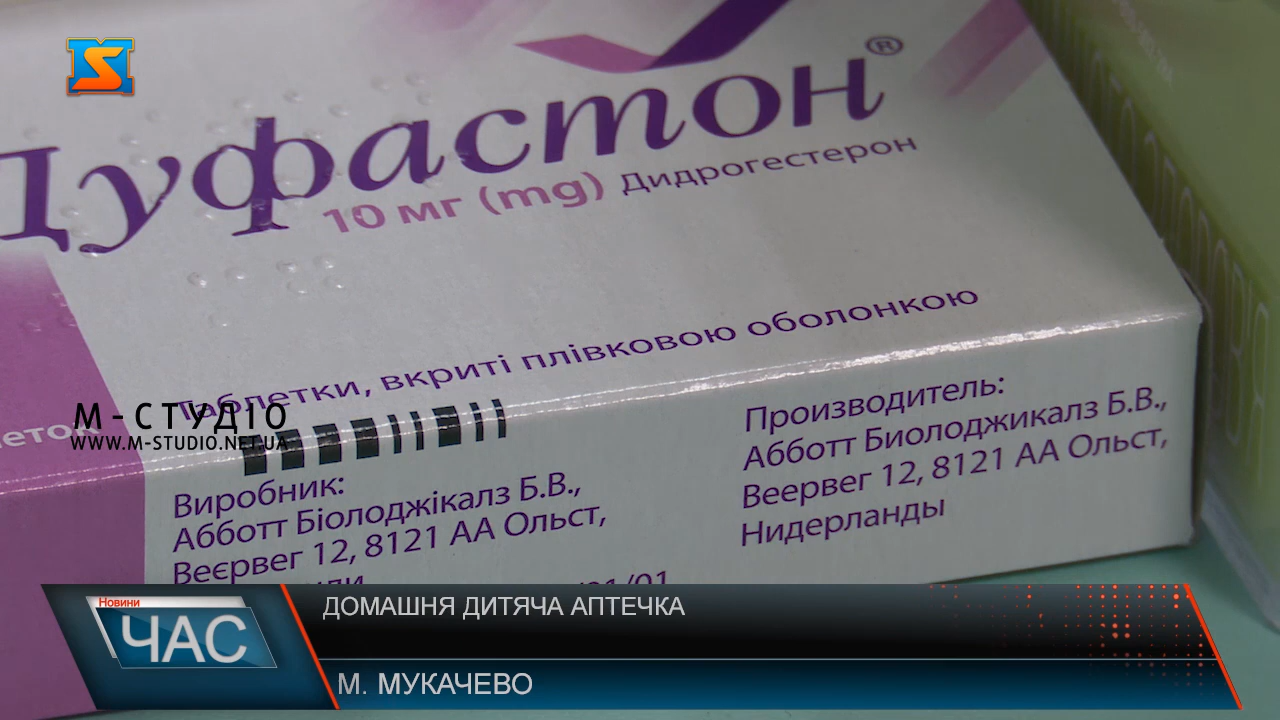 Дуфастон®
10 мг (mg) Дидрогестерон
Таблетки, вкриті плівковою оболонкою
М-СТУДІО
WWW.M-STUDIO.NET.UA
Виробник:
Абботт Біолоджікалз Б.В.,
Веєрвег 12, 8121 АА Ольст,
Производитель:
Абботт Биолоджикалз Б.В.,
Веервег 12, 8121 АА Ольст,
Нидерланды
Новини
ЧАС
ДОМАШНЯ ДИТЯЧА АПТЕЧКА
М. МУКАЧЕВО